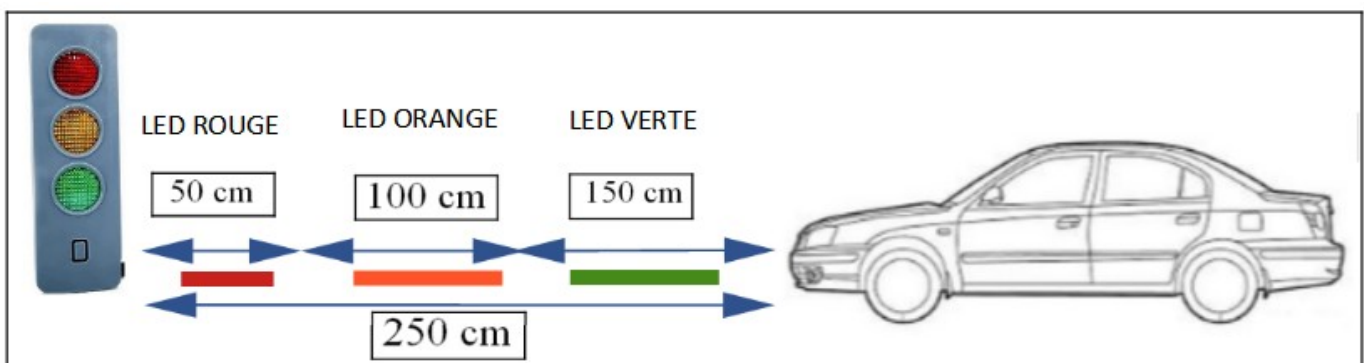 LED ROUGE LED ORANGE LED VERTE
50 cm 100 cm 150 cm
250 cm